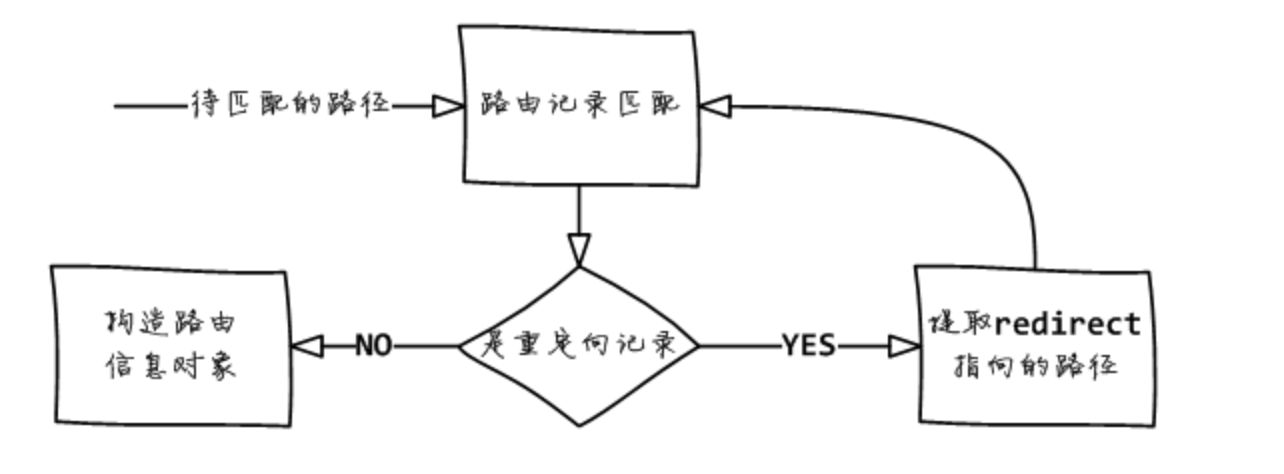 待匹配的路径
路由记录匹配
构造路由
信息对象
NO
是重定向记录
YES
提取redirect
指向的路径